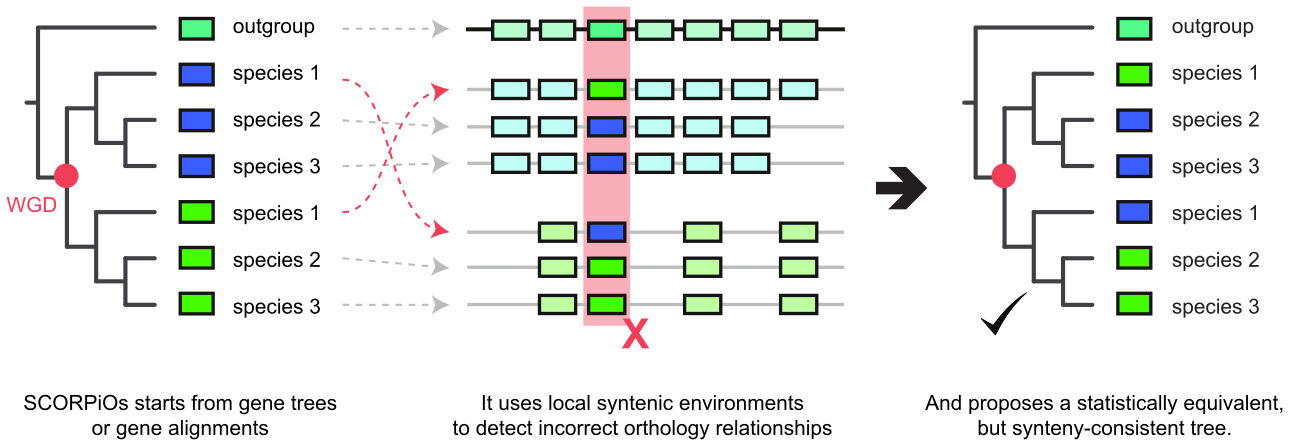 outgroup
species 1
species 2
species 3
species 1
species 2
species 3
WGD
X
outgroup
species 1
species 2
species 3
species 1
species 2
species 3
SCORPiOs starts from gene trees
or gene alignments
It uses local syntenic environments
to detect incorrect orthology relationships
And proposes a statistically equivalent,
but synteny-consistent tree.